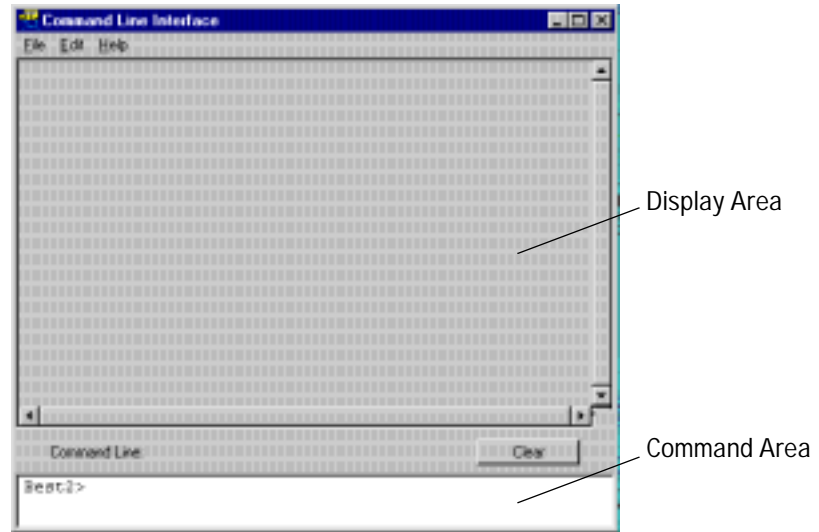 Command Line Interface
File Edit Help
Display Area
Command Line:
Clear
Command Area
Best2>